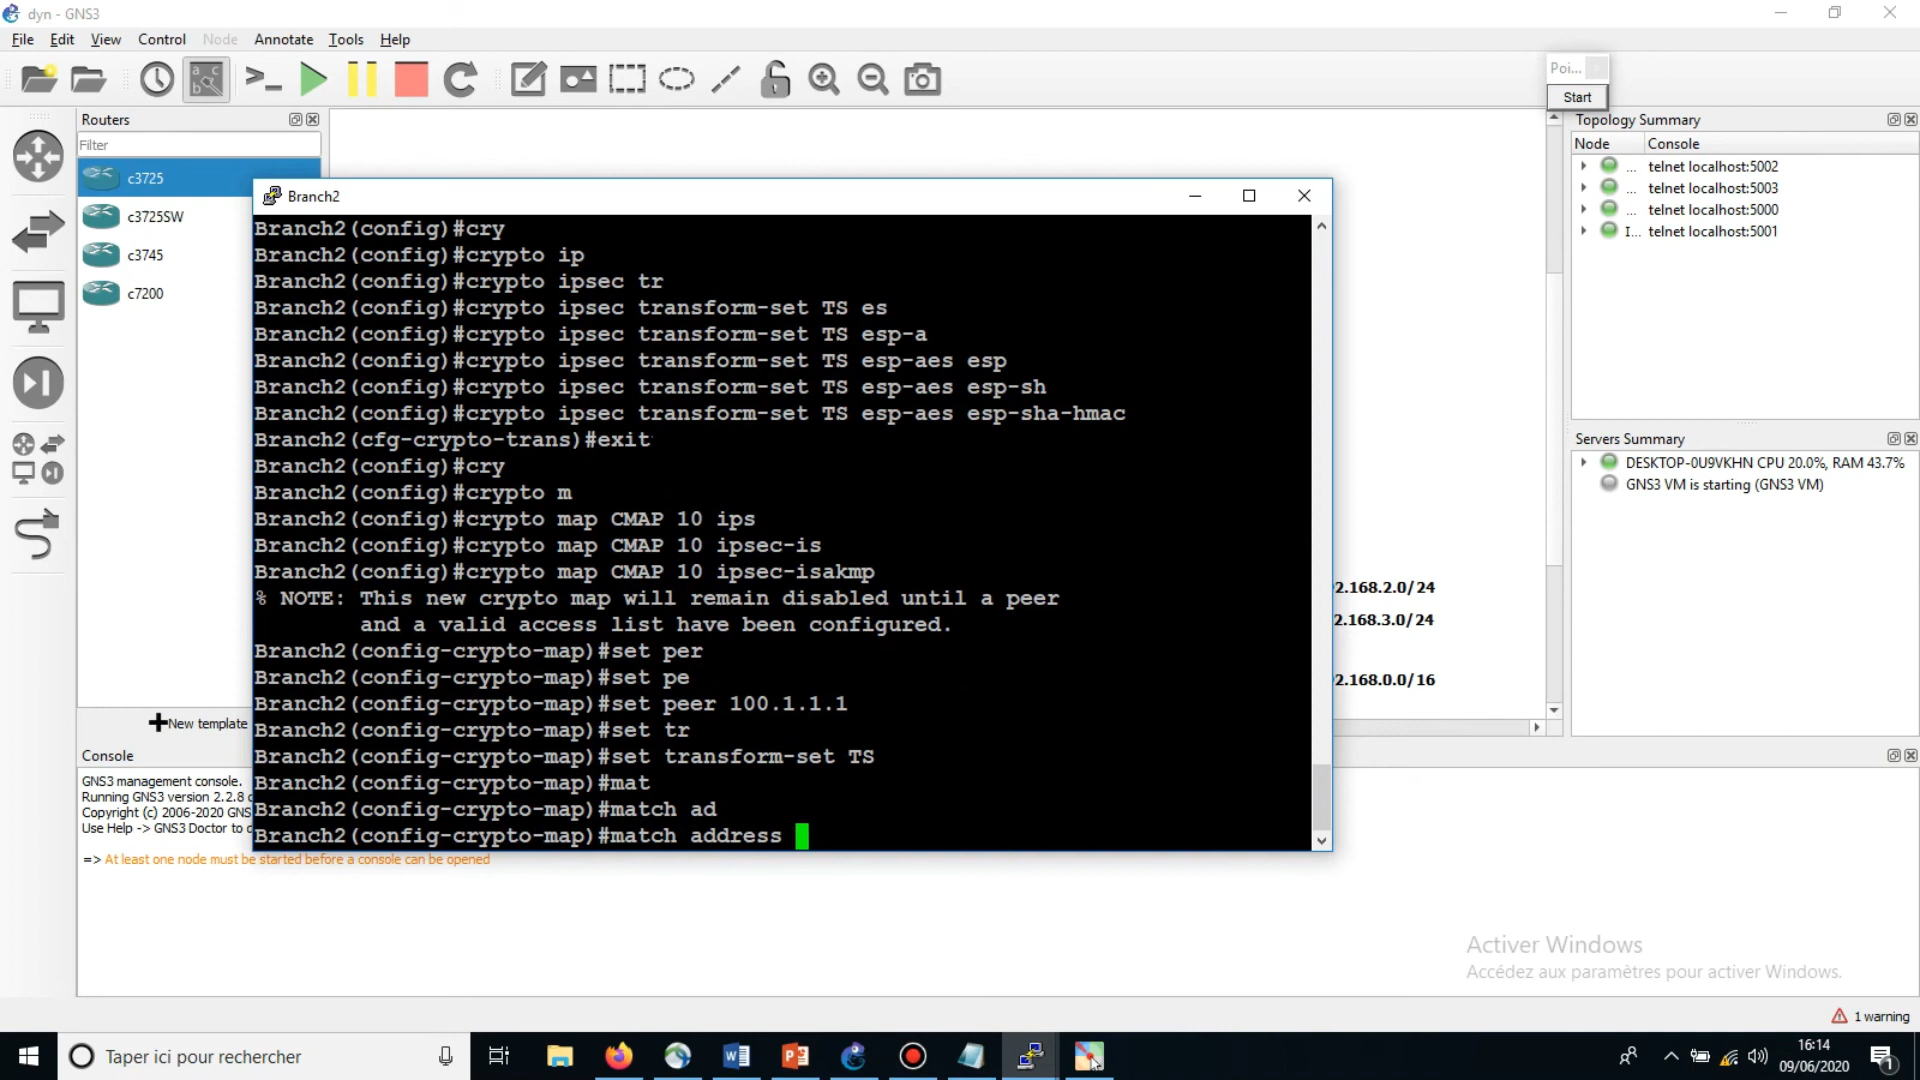 dyn - GNS3
File Edit View Control Node Annotate Tools Help
Poi...
Start
Routers
Filter
c3725
c3725SW
c3745
c7200
New template
Branch2
Branch2(config)#cry
Branch2(config)#crypto ip
Branch2(config)#crypto ipsec tr
Branch2(config)#crypto ipsec transform-set TS es
Branch2(config)#crypto ipsec transform-set TS esp-a
Branch2(config)#crypto ipsec transform-set TS esp-aes esp
Branch2(config)#crypto ipsec transform-set TS esp-aes esp-sh
Branch2(config)#crypto ipsec transform-set TS esp-aes esp-sha-hmac
Branch2(cfg-crypto-trans)#exit
Branch2(config)#cry
Branch2(config)#crypto m
Branch2(config)#crypto map CMAP 10 ips
Branch2(config)#crypto map CMAP 10 ipsec-is
Branch2(config)#crypto map CMAP 10 ipsec-isakmp
% NOTE: This new crypto map will remain disabled until a peer
and a valid access list have been configured.
Branch2(config-crypto-map)#set per
Branch2(config-crypto-map)#set pe
Branch2(config-crypto-map)#set peer 100.1.1.1
Branch2(config-crypto-map)#set tr
Branch2(config-crypto-map)#set transform-set TS
Branch2(config-crypto-map)#mat
Branch2(config-crypto-map)#match ad
Branch2(config-crypto-map)#match address
2.168.2.0/24
2.168.3.0/24
2.168.0.0/16
Topology Summary
Node Console
... telnet localhost:5002
... telnet localhost:5003
... telnet localhost:5000
I... telnet localhost:5001
Servers Summary
DESKTOP-0U9VKHN CPU 20.0%, RAM 43.7%
GNS3 VM is starting (GNS3 VM)
Console
GNS3 management console.
Running GNS3 version 2.2.8 o
Copyright (c) 2006-2020 GNS
Use Help -> GNS3 Doctor to d
=> At least one node must be started before a console can be opened
Activer Windows
Accédez aux paramètres pour activer Windows.
1 warning
Taper ici pour rechercher
16:14
09/06/2020
1